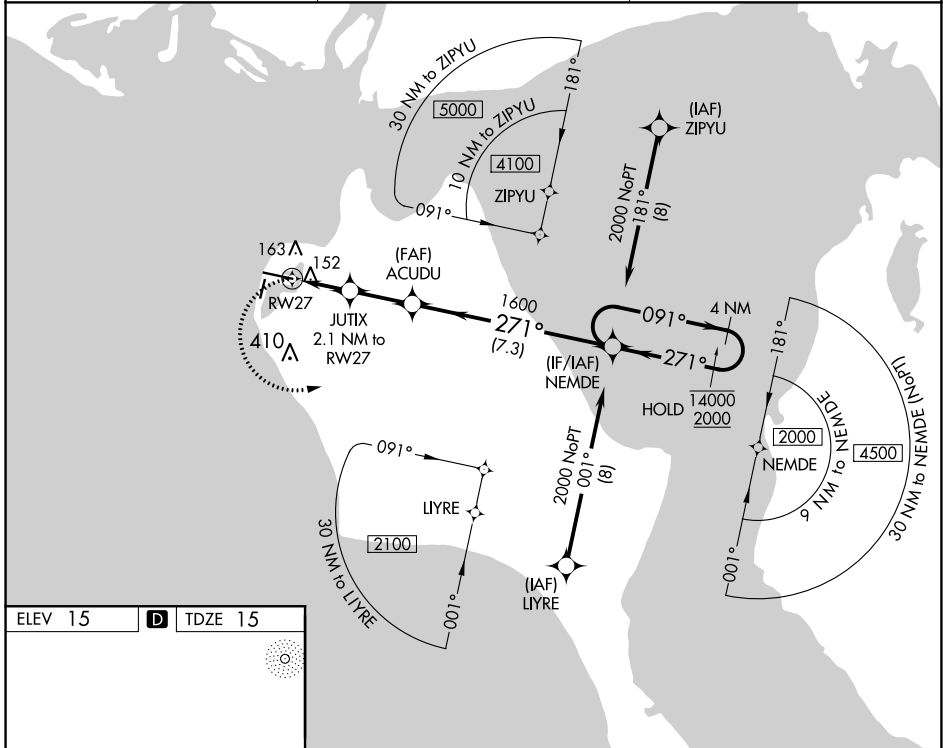 30 NM to ZIPYU
5000
181°
10 NM to ZIPYU
4100
ZIPYU
091°
(IAF)
ZIPYU
2000 NoPT
181°
(8)
163
152
RW27
(FAF)
ACUDU
JUTIX
2.1 NM to
RW27
410
1600
271°
(7.3)
091°
4 NM
271°
(IF/IAF)
NEMDE
HOLD
14000
2000
181°
2000
NEMDE
9 NM to NEMDE
4500
30 NM to NEMDE (NoPT)
001°
091°
LIYRE
2100
30 NM to LIYRE
001°
2000 NoPT
001°
(8)
(IAF)
LIYRE
ELEV 15
D
TDZE 15